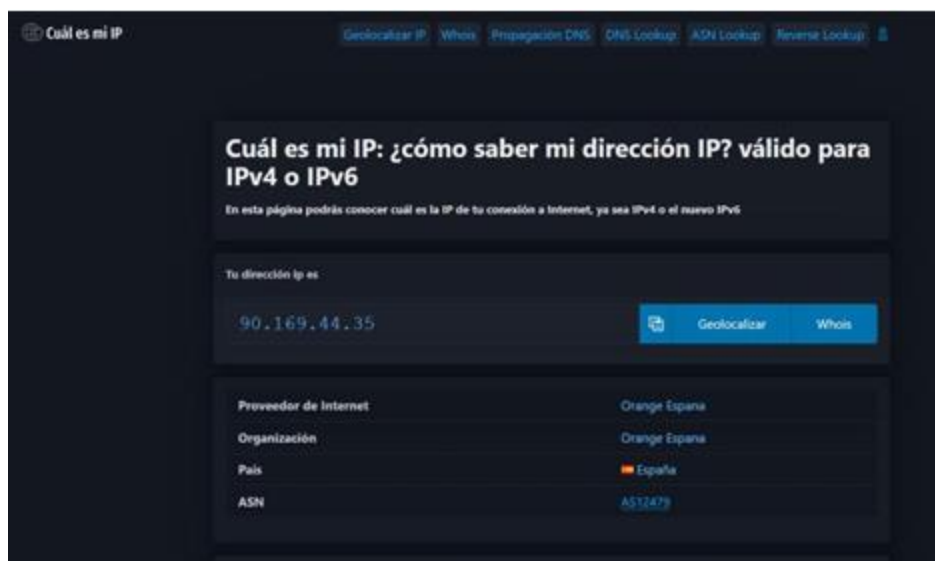 Cuál es mi IP
Geolocalizar IP Whois Propagación DNS DNS Lookup ASN Lookup Reverse Lookup
Cuál es mi IP: ¿cómo saber mi dirección IP? válido para
IPv4 o IPv6
En esta página podrás conocer cuál es la IP de tu conexión a Internet, ya sea IPv4 o el nuevo IPv6
Tu dirección ip es
90.169.44.35 Geolocalizar Whois
Proveedor de Internet Orange Espana
Organización Orange Espana
País España
ASN AS12479